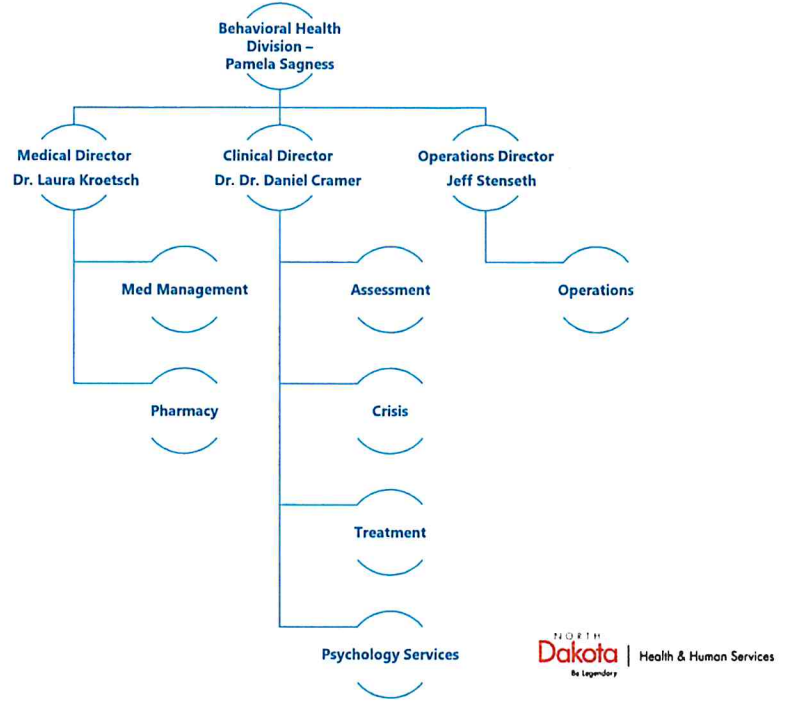 Behavioral Health
Division –
Pamela Sagness
Medical Director
Dr. Laura Kroetsch
Clinical Director
Dr. Dr. Daniel Cramer
Operations Director
Jeff Stenseth
Med Management
Assessment
Operations
Pharmacy
Crisis
Treatment
Psychology Services
NORTH
Dakota
Be Legendary
Health & Human Services